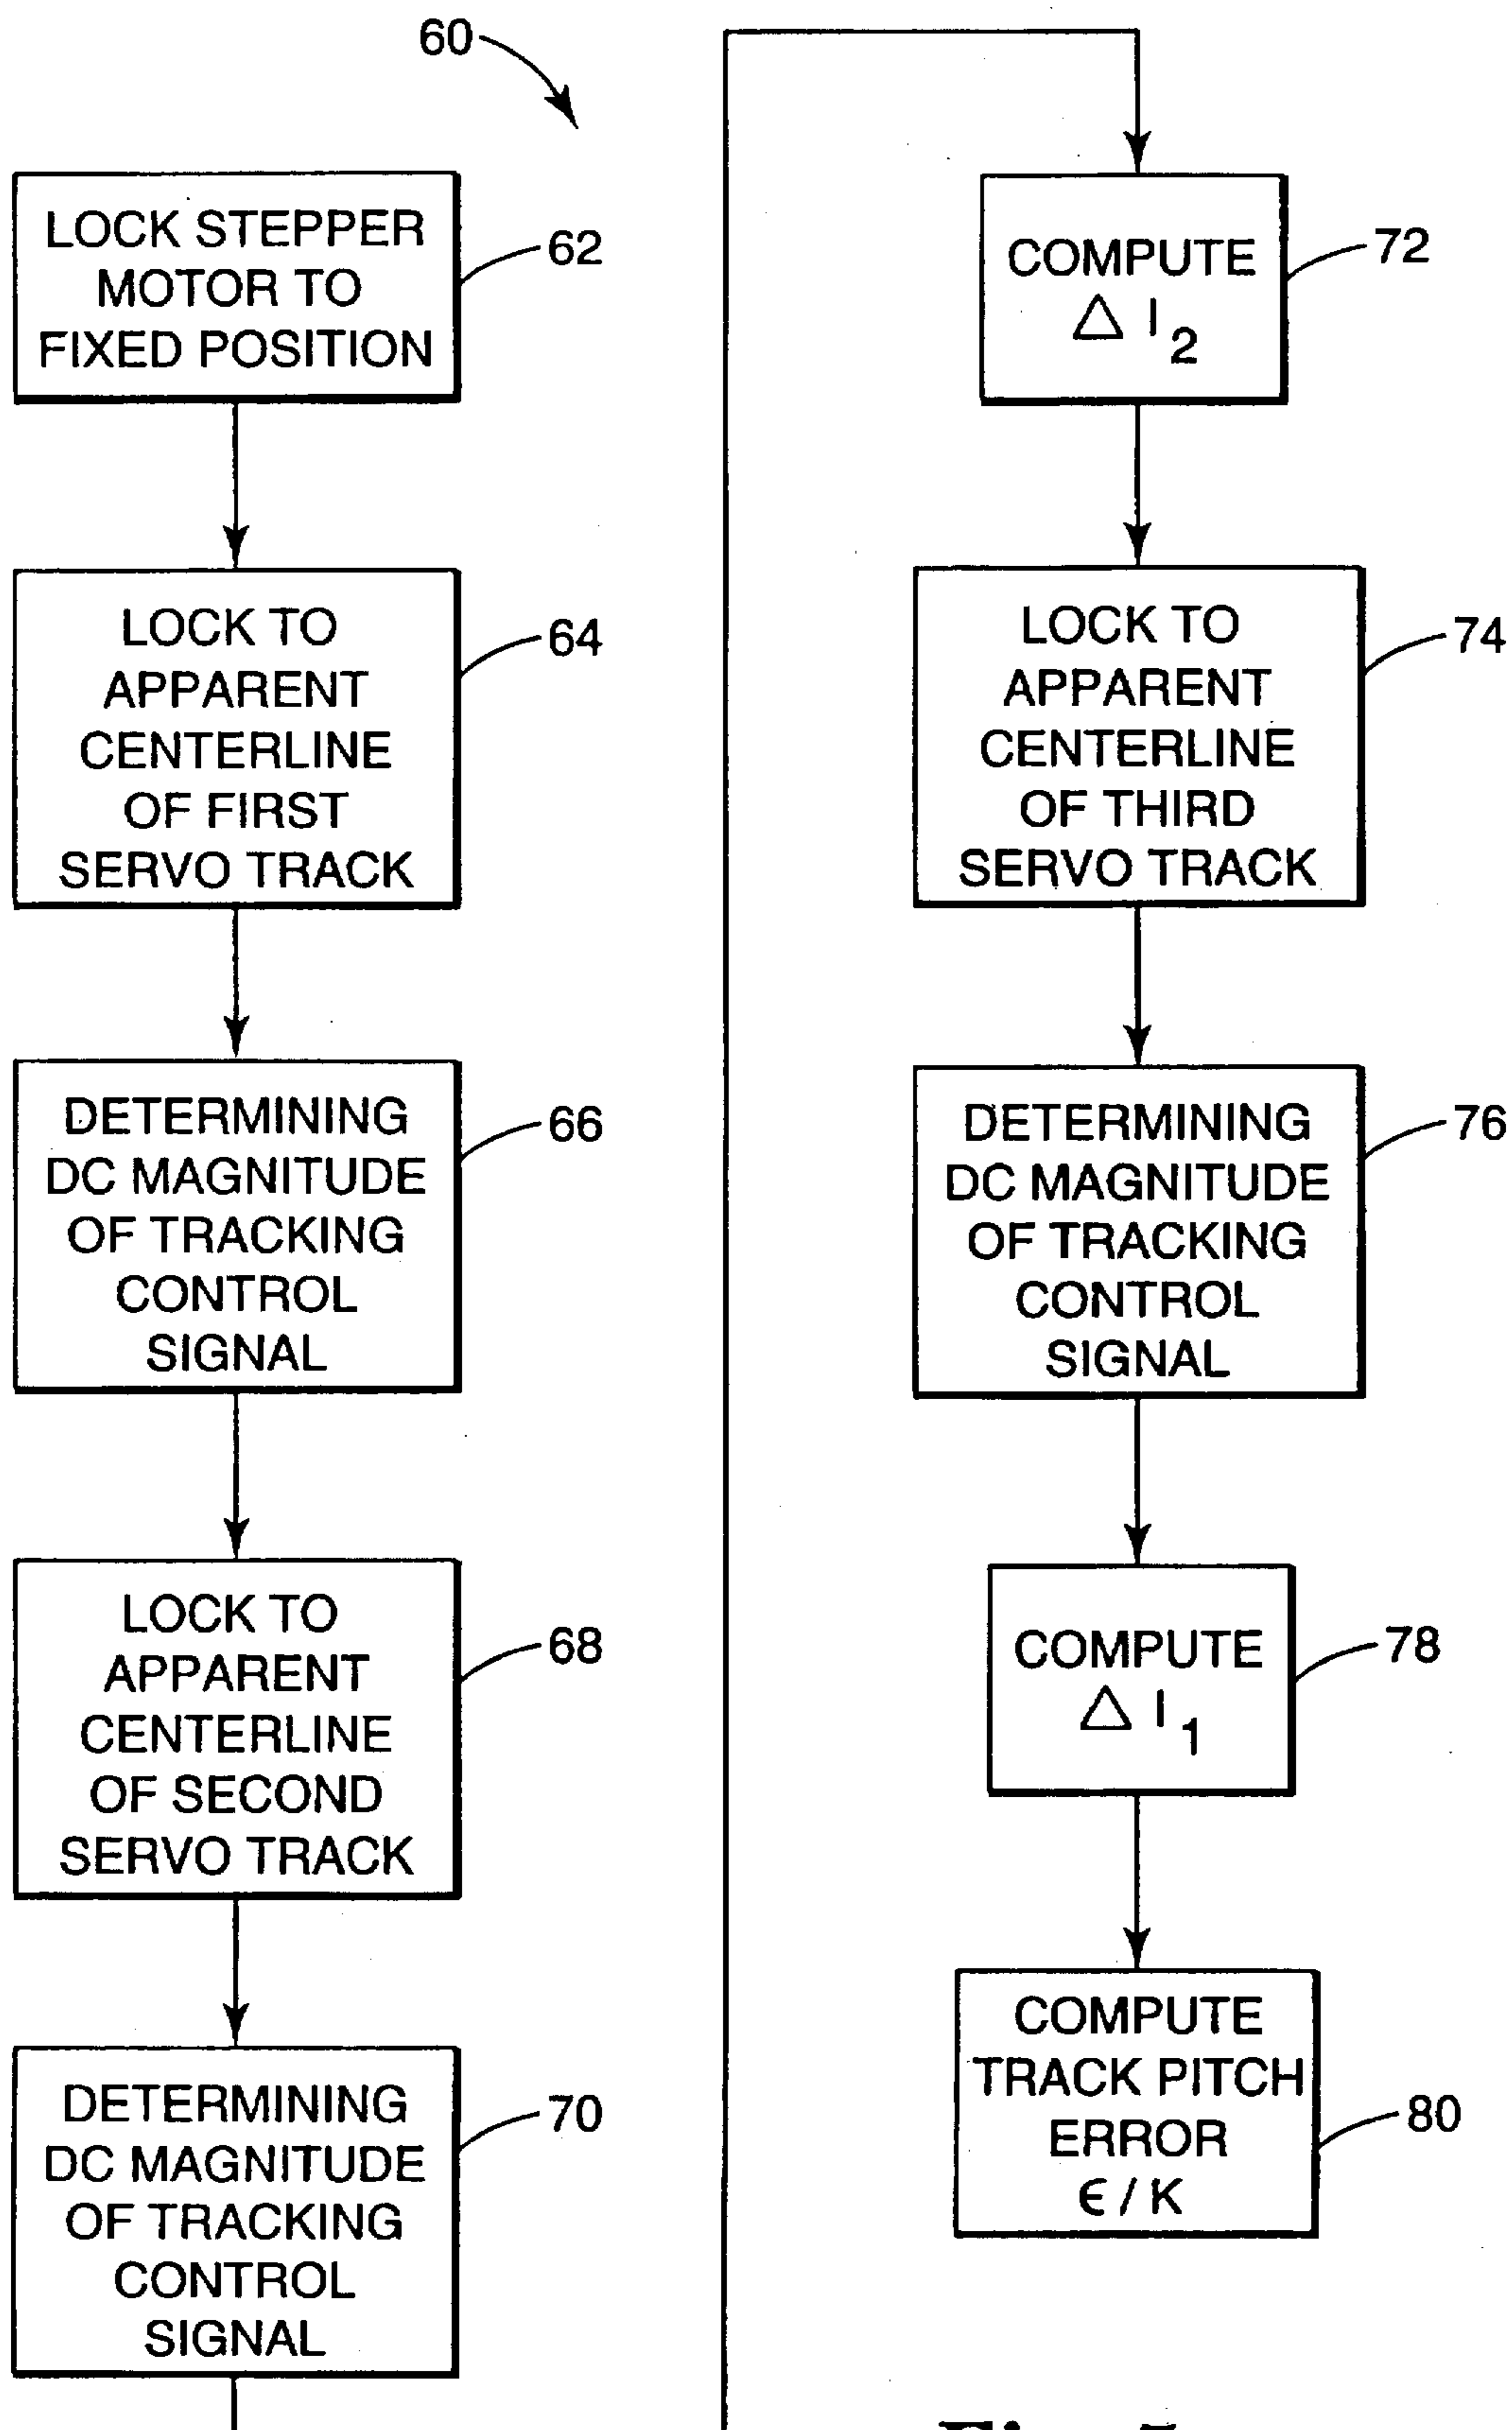 60
LOCK STEPPER
MOTOR TO
FIXED POSITION
62
LOCK TO
APPARENT
CENTERLINE
OF FIRST
SERVO TRACK
64
DETERMINING
DC MAGNITUDE
OF TRACKING
CONTROL
SIGNAL
66
LOCK TO
APPARENT
CENTERLINE
OF SECOND
SERVO TRACK
68
DETERMINING
DC MAGNITUDE
OF TRACKING
CONTROL
SIGNAL
70
COMPUTE
△ I 2
72
LOCK TO
APPARENT
CENTERLINE
OF THIRD
SERVO TRACK
74
DETERMINING
DC MAGNITUDE
OF TRACKING
CONTROL
SIGNAL
76
COMPUTE
△ I 1
78
COMPUTE
TRACK PITCH
ERROR
ϵ / K
80